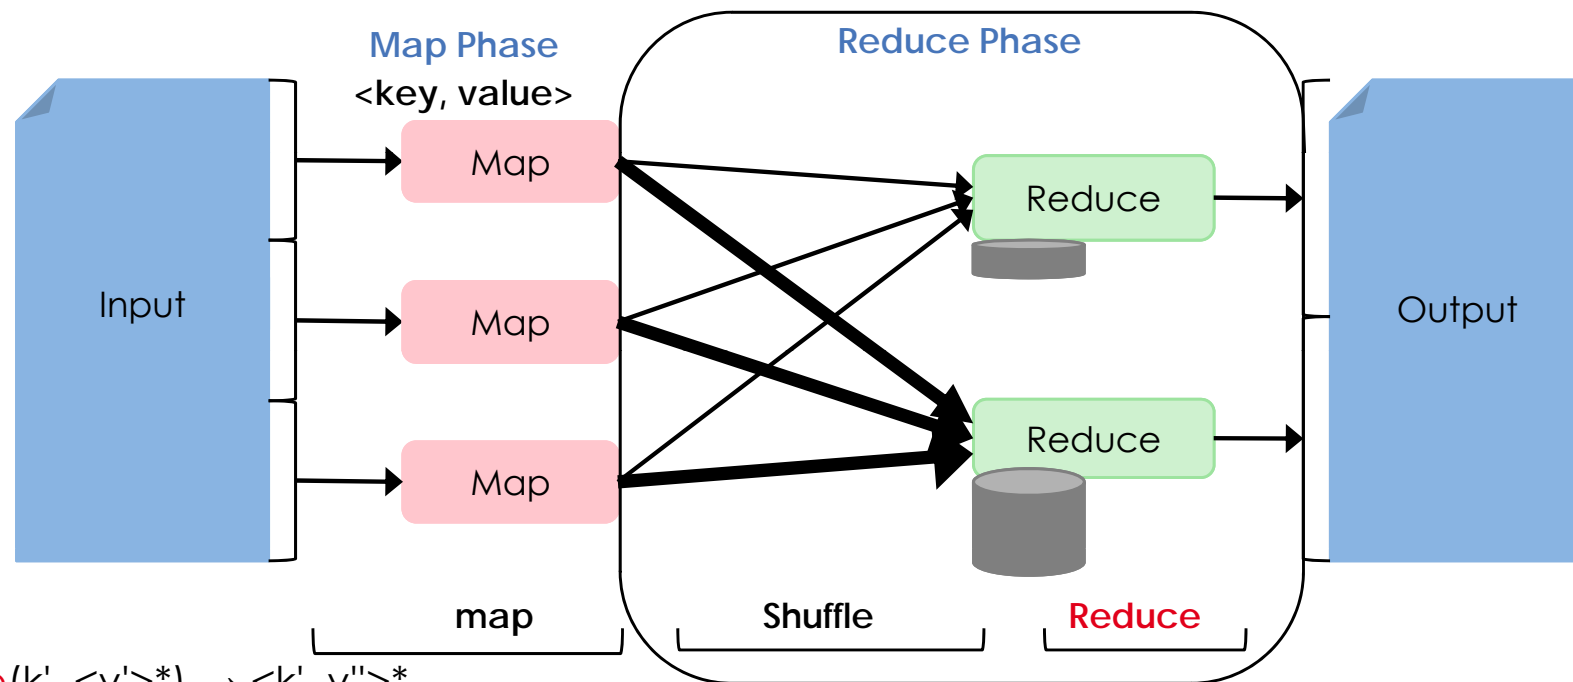 Map Phase
<key, value>
Reduce Phase
Input
Map
Map
Map
Reduce
Reduce
Output
map
Shuffle
Reduce
(k', <v'>*) → <k', v''>*